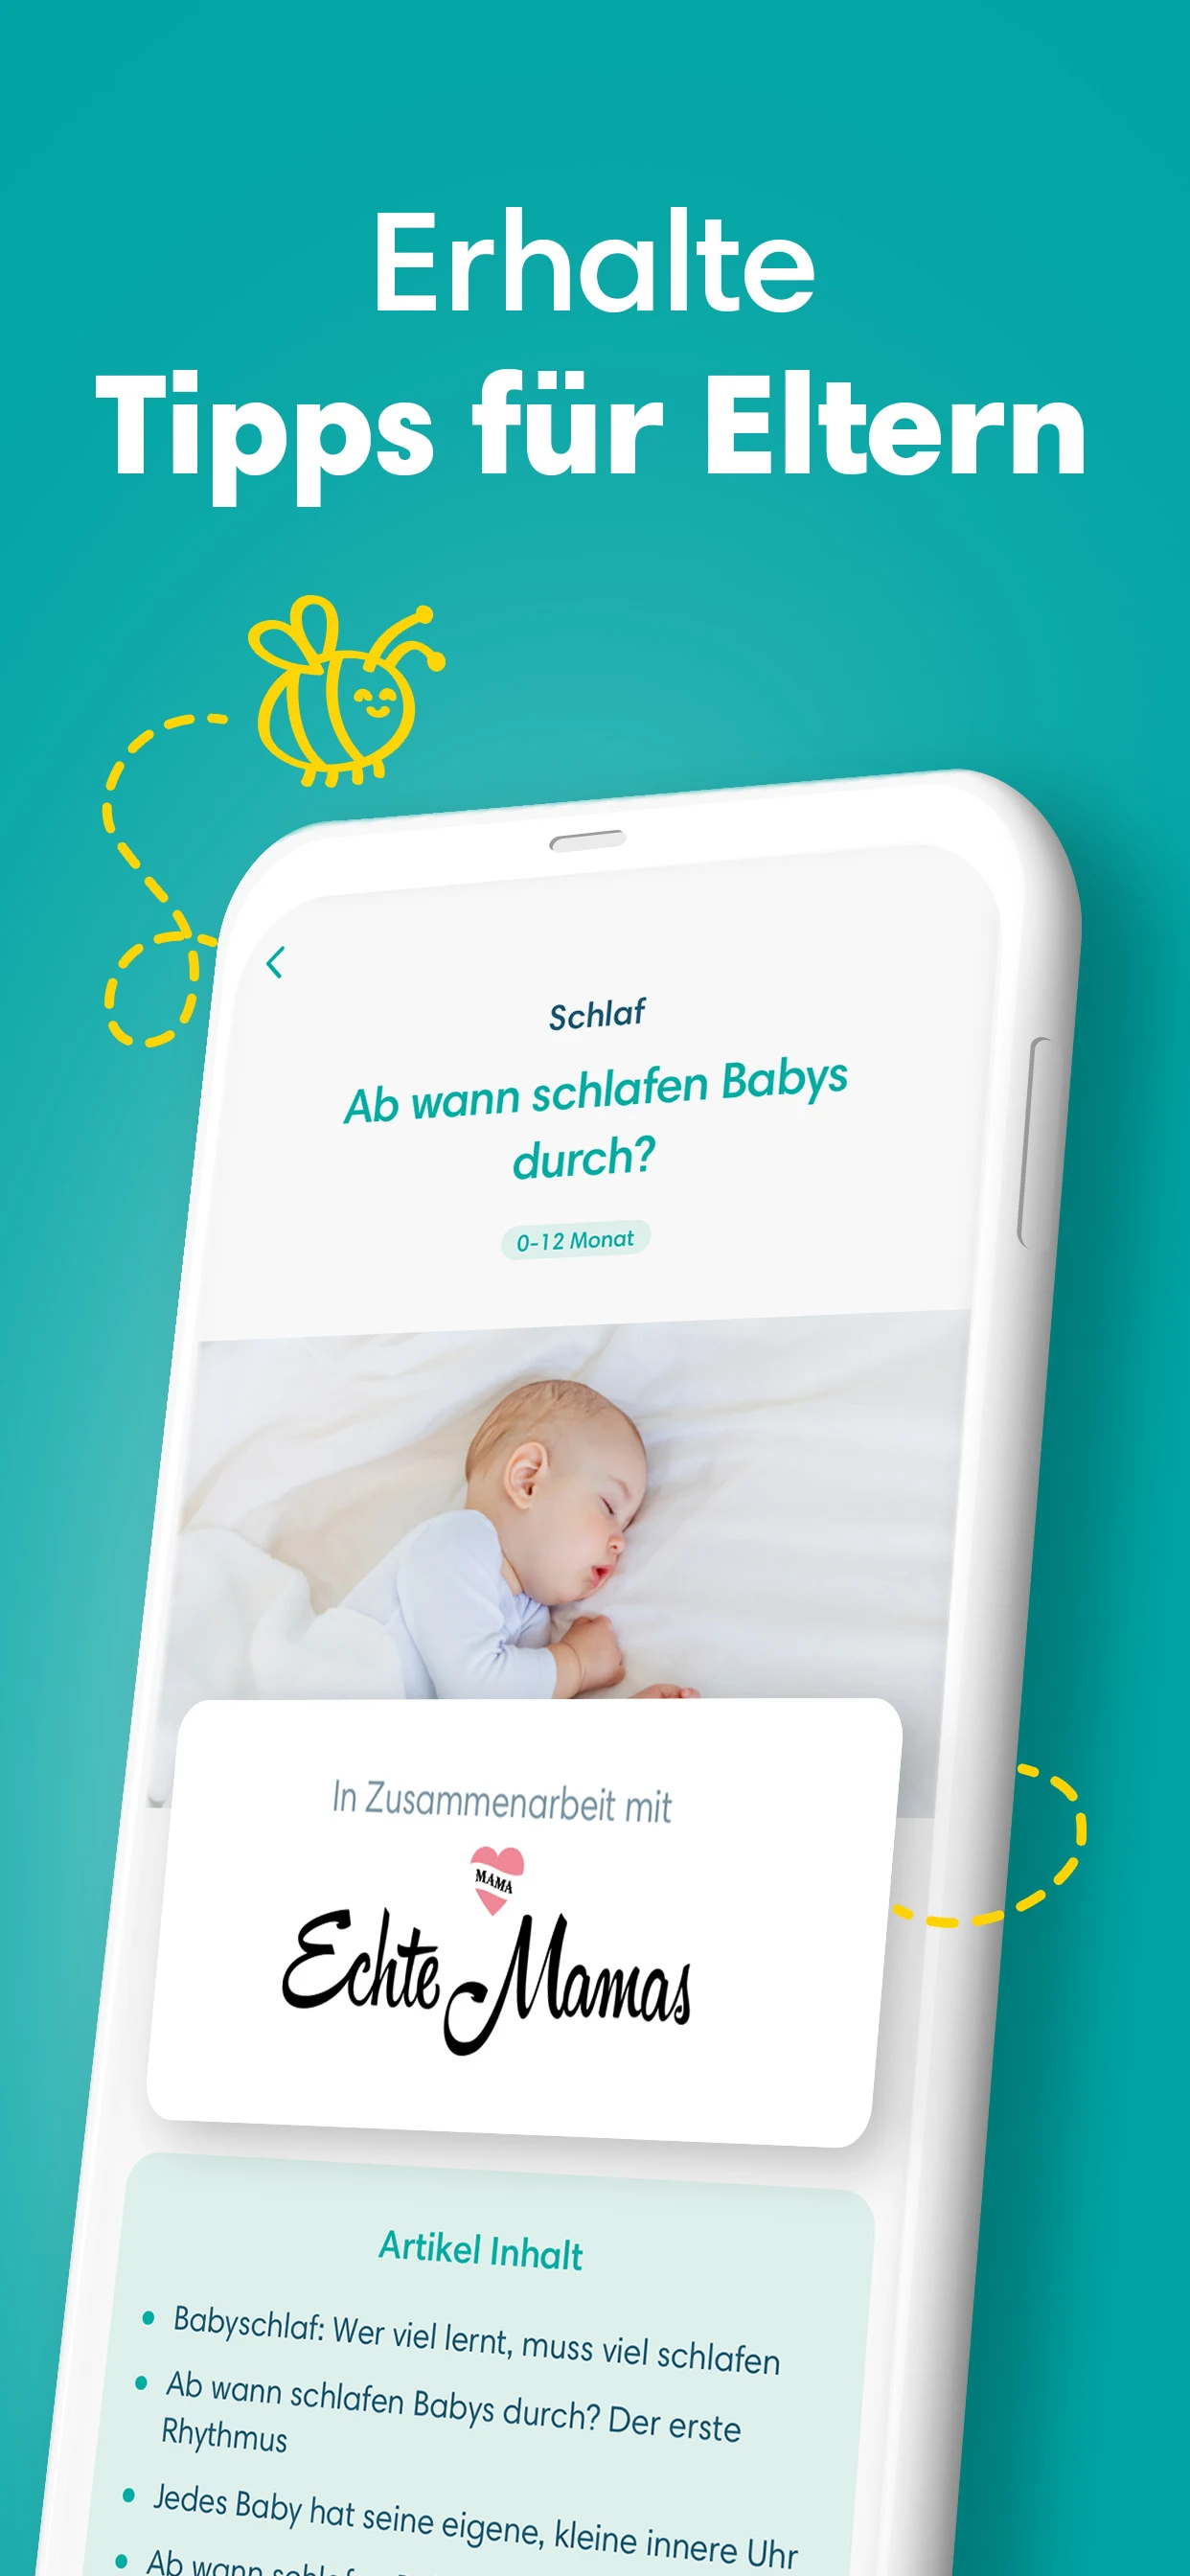 Erhalte
Tipps für Eltern
Schlaf
Ab wann schlafen Babys
durch?
0-12 Monat
In Zusammenarbeit mit
MAMA
Echte Mamas
Artikel Inhalt
Babyschlaf: Wer viel lernt, muss viel schlafen
Ab wann schlafen Babys durch? Der erste
Rhythmus
Jedes Baby hat seine eigene, kleine innere Uhr
Ab wann